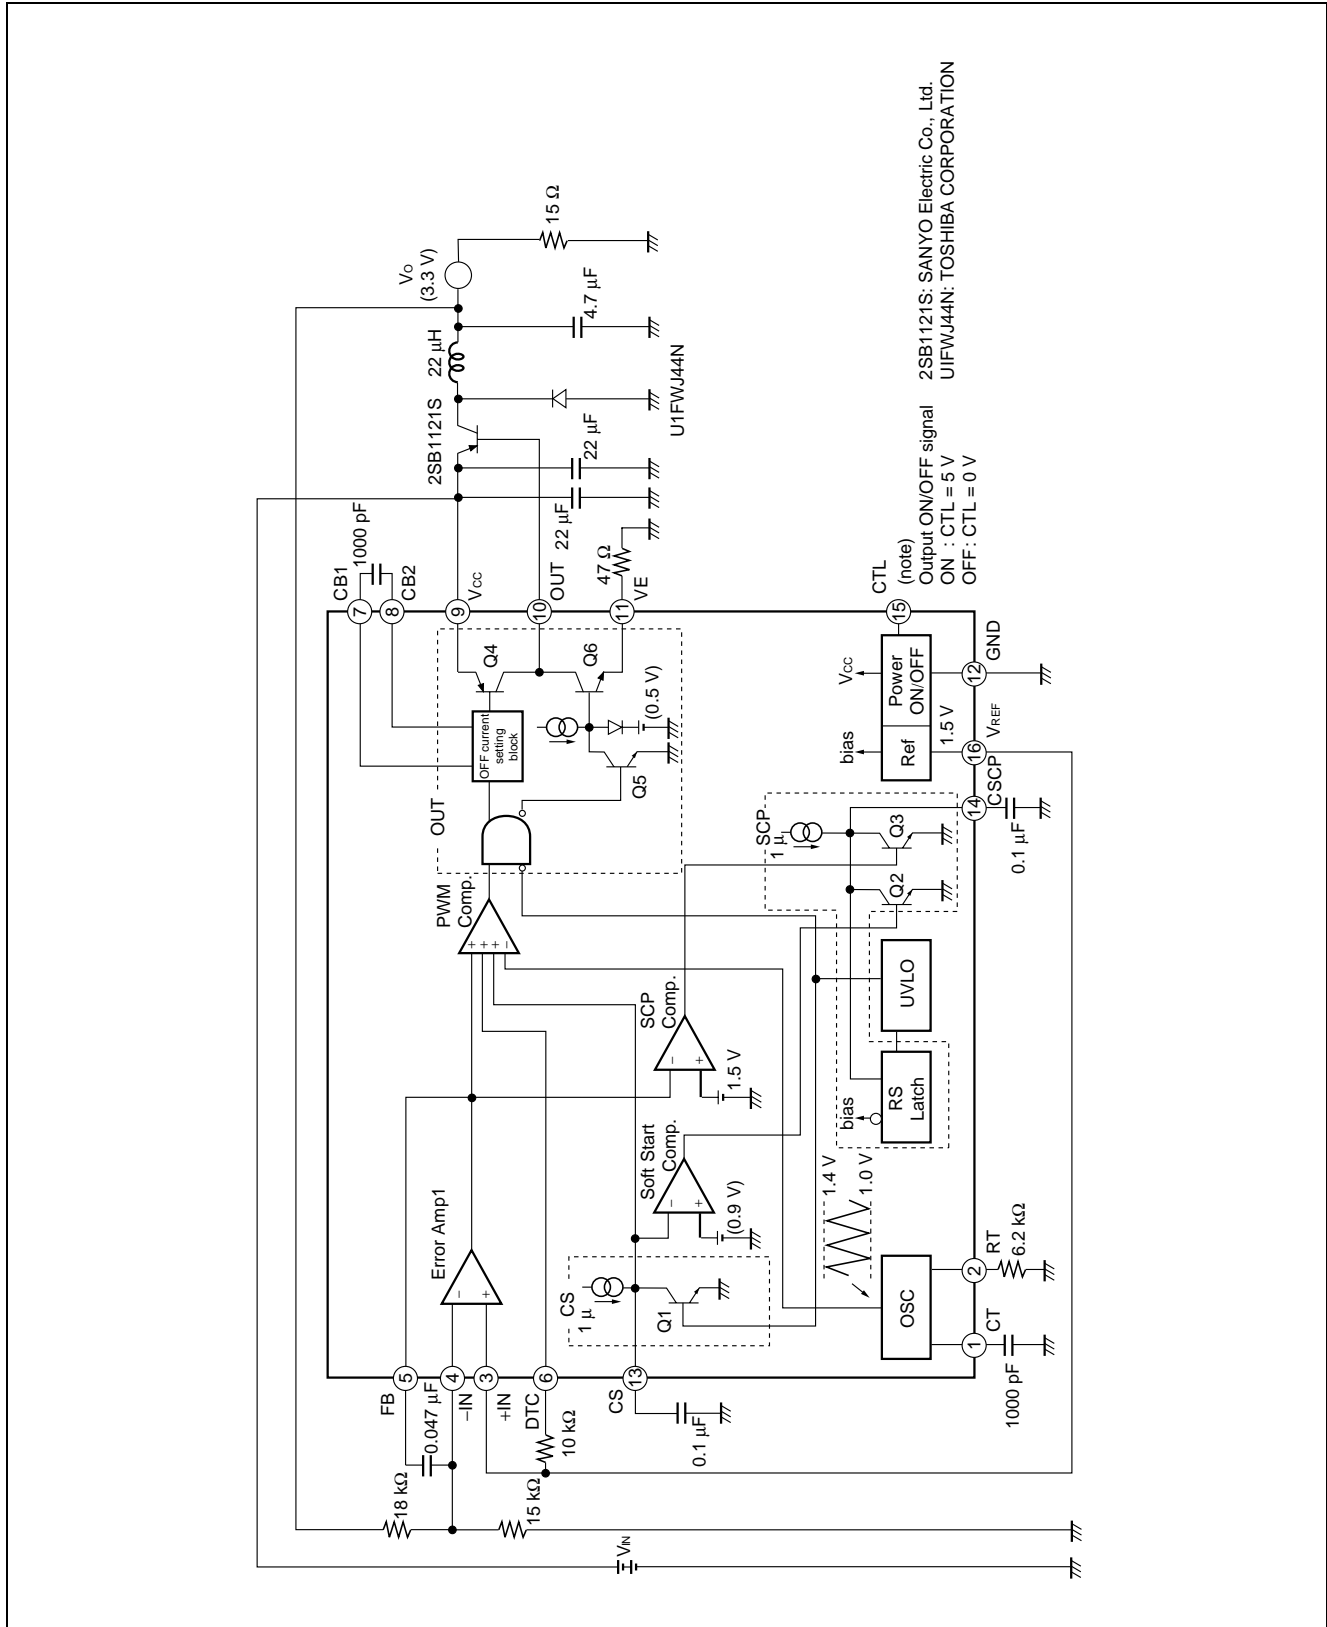 VIN
18 kΩ
15 kΩ
0.047 µF
FB
5
−IN
4
+IN
3
DTC
6
10 kΩ
CS
13
0.1 µF
Error Amp1
−
+
CS
1 µ
Q1
Soft Start
Comp.
−
+
(0.9 V)
SCP
Comp.
−
+
1.5 V
PWM
Comp.
+
+
+
−
OUT
OFF current
setting
block
Q4
Q6
Q5
(0.5 V)
CB1
7
1000 pF
CB2
8
VCC
9
OUT
10
VE
11
47 Ω
22 µF
22 µF
2SB1121S
22 µH
U1FWJ44N
4.7 µF
VO
(3.3 V)
15 Ω
OSC
1.4 V
1.0 V
1
CT
1000 pF
2
RT
6.2 kΩ
bias
RS
Latch
UVLO
SCP
1 µ
Q2
Q3
14
CSCP
0.1 µF
bias
VCC
Ref
Power
ON/OFF
1.5 V
16
VREF
12
GND
15
CTL
(note)
Output ON/OFF signal
ON : CTL = 5 V
OFF: CTL = 0 V
2SB1121S: SANYO Electric Co., Ltd.
UIFWJ44N: TOSHIBA CORPORATION